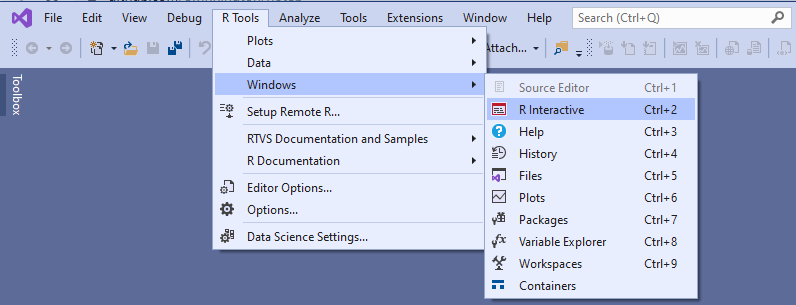 File Edit View Debug R Tools Analyze Tools Extensions Window Help Search (Ctrl+Q)
Attach...
Toolbox
Plots
Data
Windows
Setup Remote R...
RTVS Documentation and Samples
R Documentation
Editor Options...
Options...
Data Science Settings...
Source Editor Ctrl+1
R Interactive Ctrl+2
Help Ctrl+3
History Ctrl+4
Files Ctrl+5
Plots Ctrl+6
Packages Ctrl+7
Variable Explorer Ctrl+8
Workspaces Ctrl+9
Containers